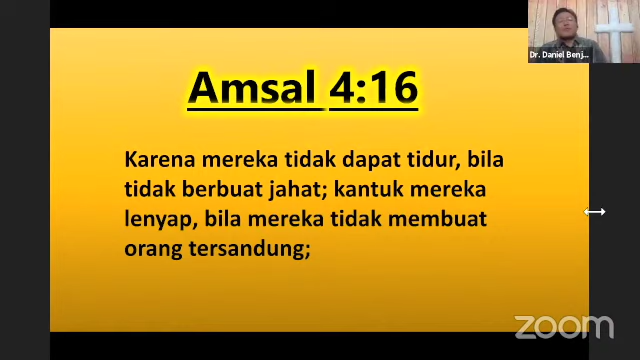 Dr. Daniel Benj...
Amsal 4:16
Karena mereka tidak dapat tidur, bila
tidak berbuat jahat; kantuk mereka
lenyap, bila mereka tidak membuat
orang tersandung;
zoom